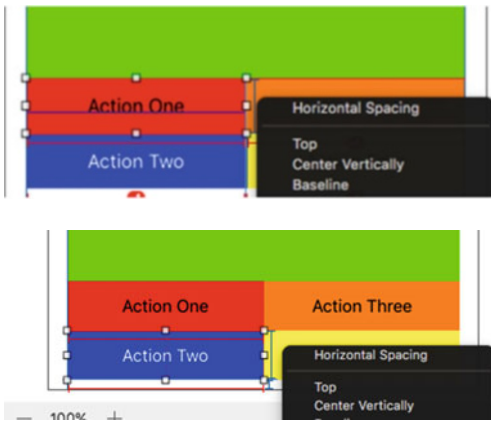 Action One
Horizontal Spacing
Top
Action Two
Center Vertically
Baseline
Action One Action Three
Action Two
Horizontal Spacing
Top
Center Vertically
100%